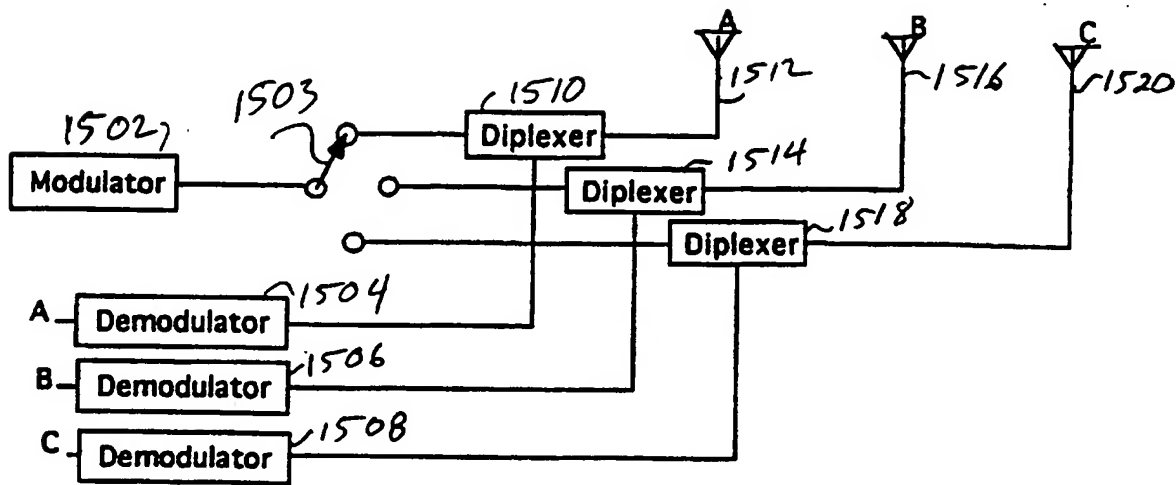 A
B
C
1512
1516
1520
1503
1510
1502
Diplexer
1514
Modulator
Diplexer
1518
Diplexer
1504
A
Demodulator
1506
B
Demodulator
1508
C
Demodulator